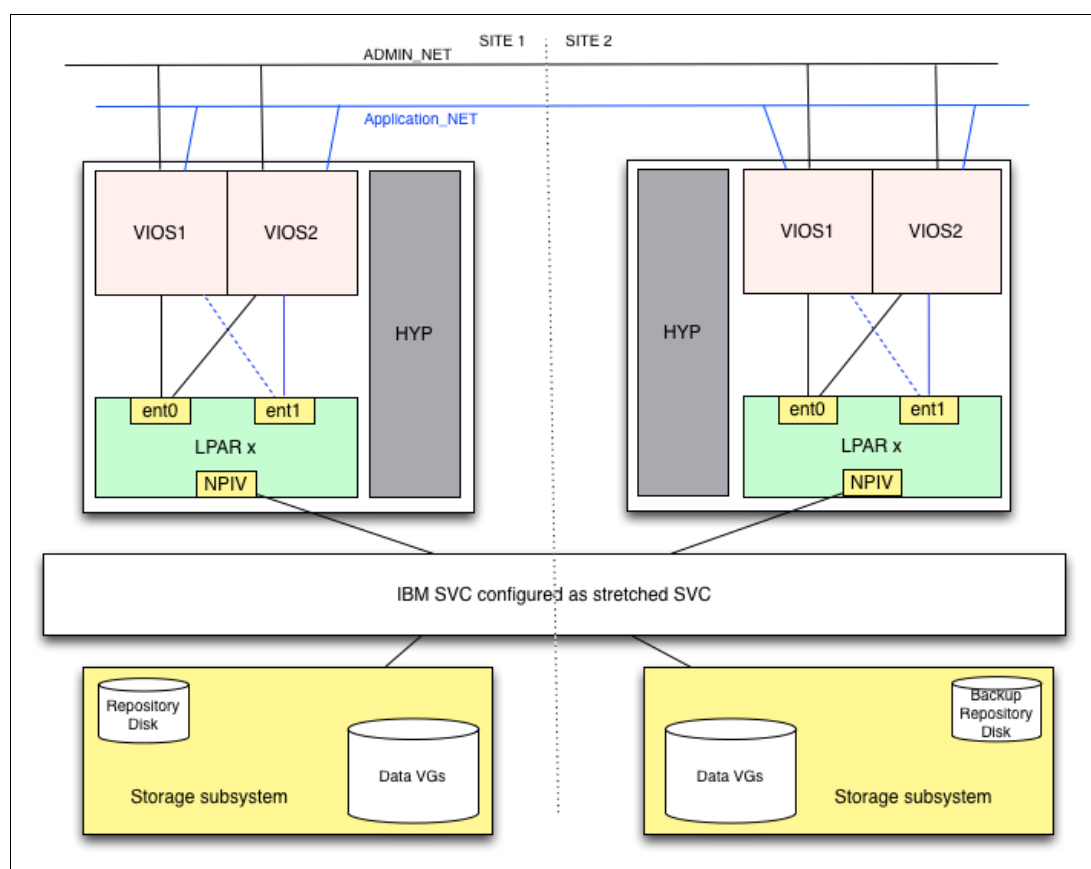 SITE 1
SITE 2
ADMIN_NET
Application_NET
VIOS1
VIOS2
HYP
ent0
ent1
LPAR x
NPIV
HYP
VIOS1
VIOS2
ent0
ent1
LPAR x
NPIV
IBM SVC configured as stretched SVC
Repository
Disk
Data VGs
Storage subsystem
Backup
Repository
Disk
Data VGs
Storage subsystem